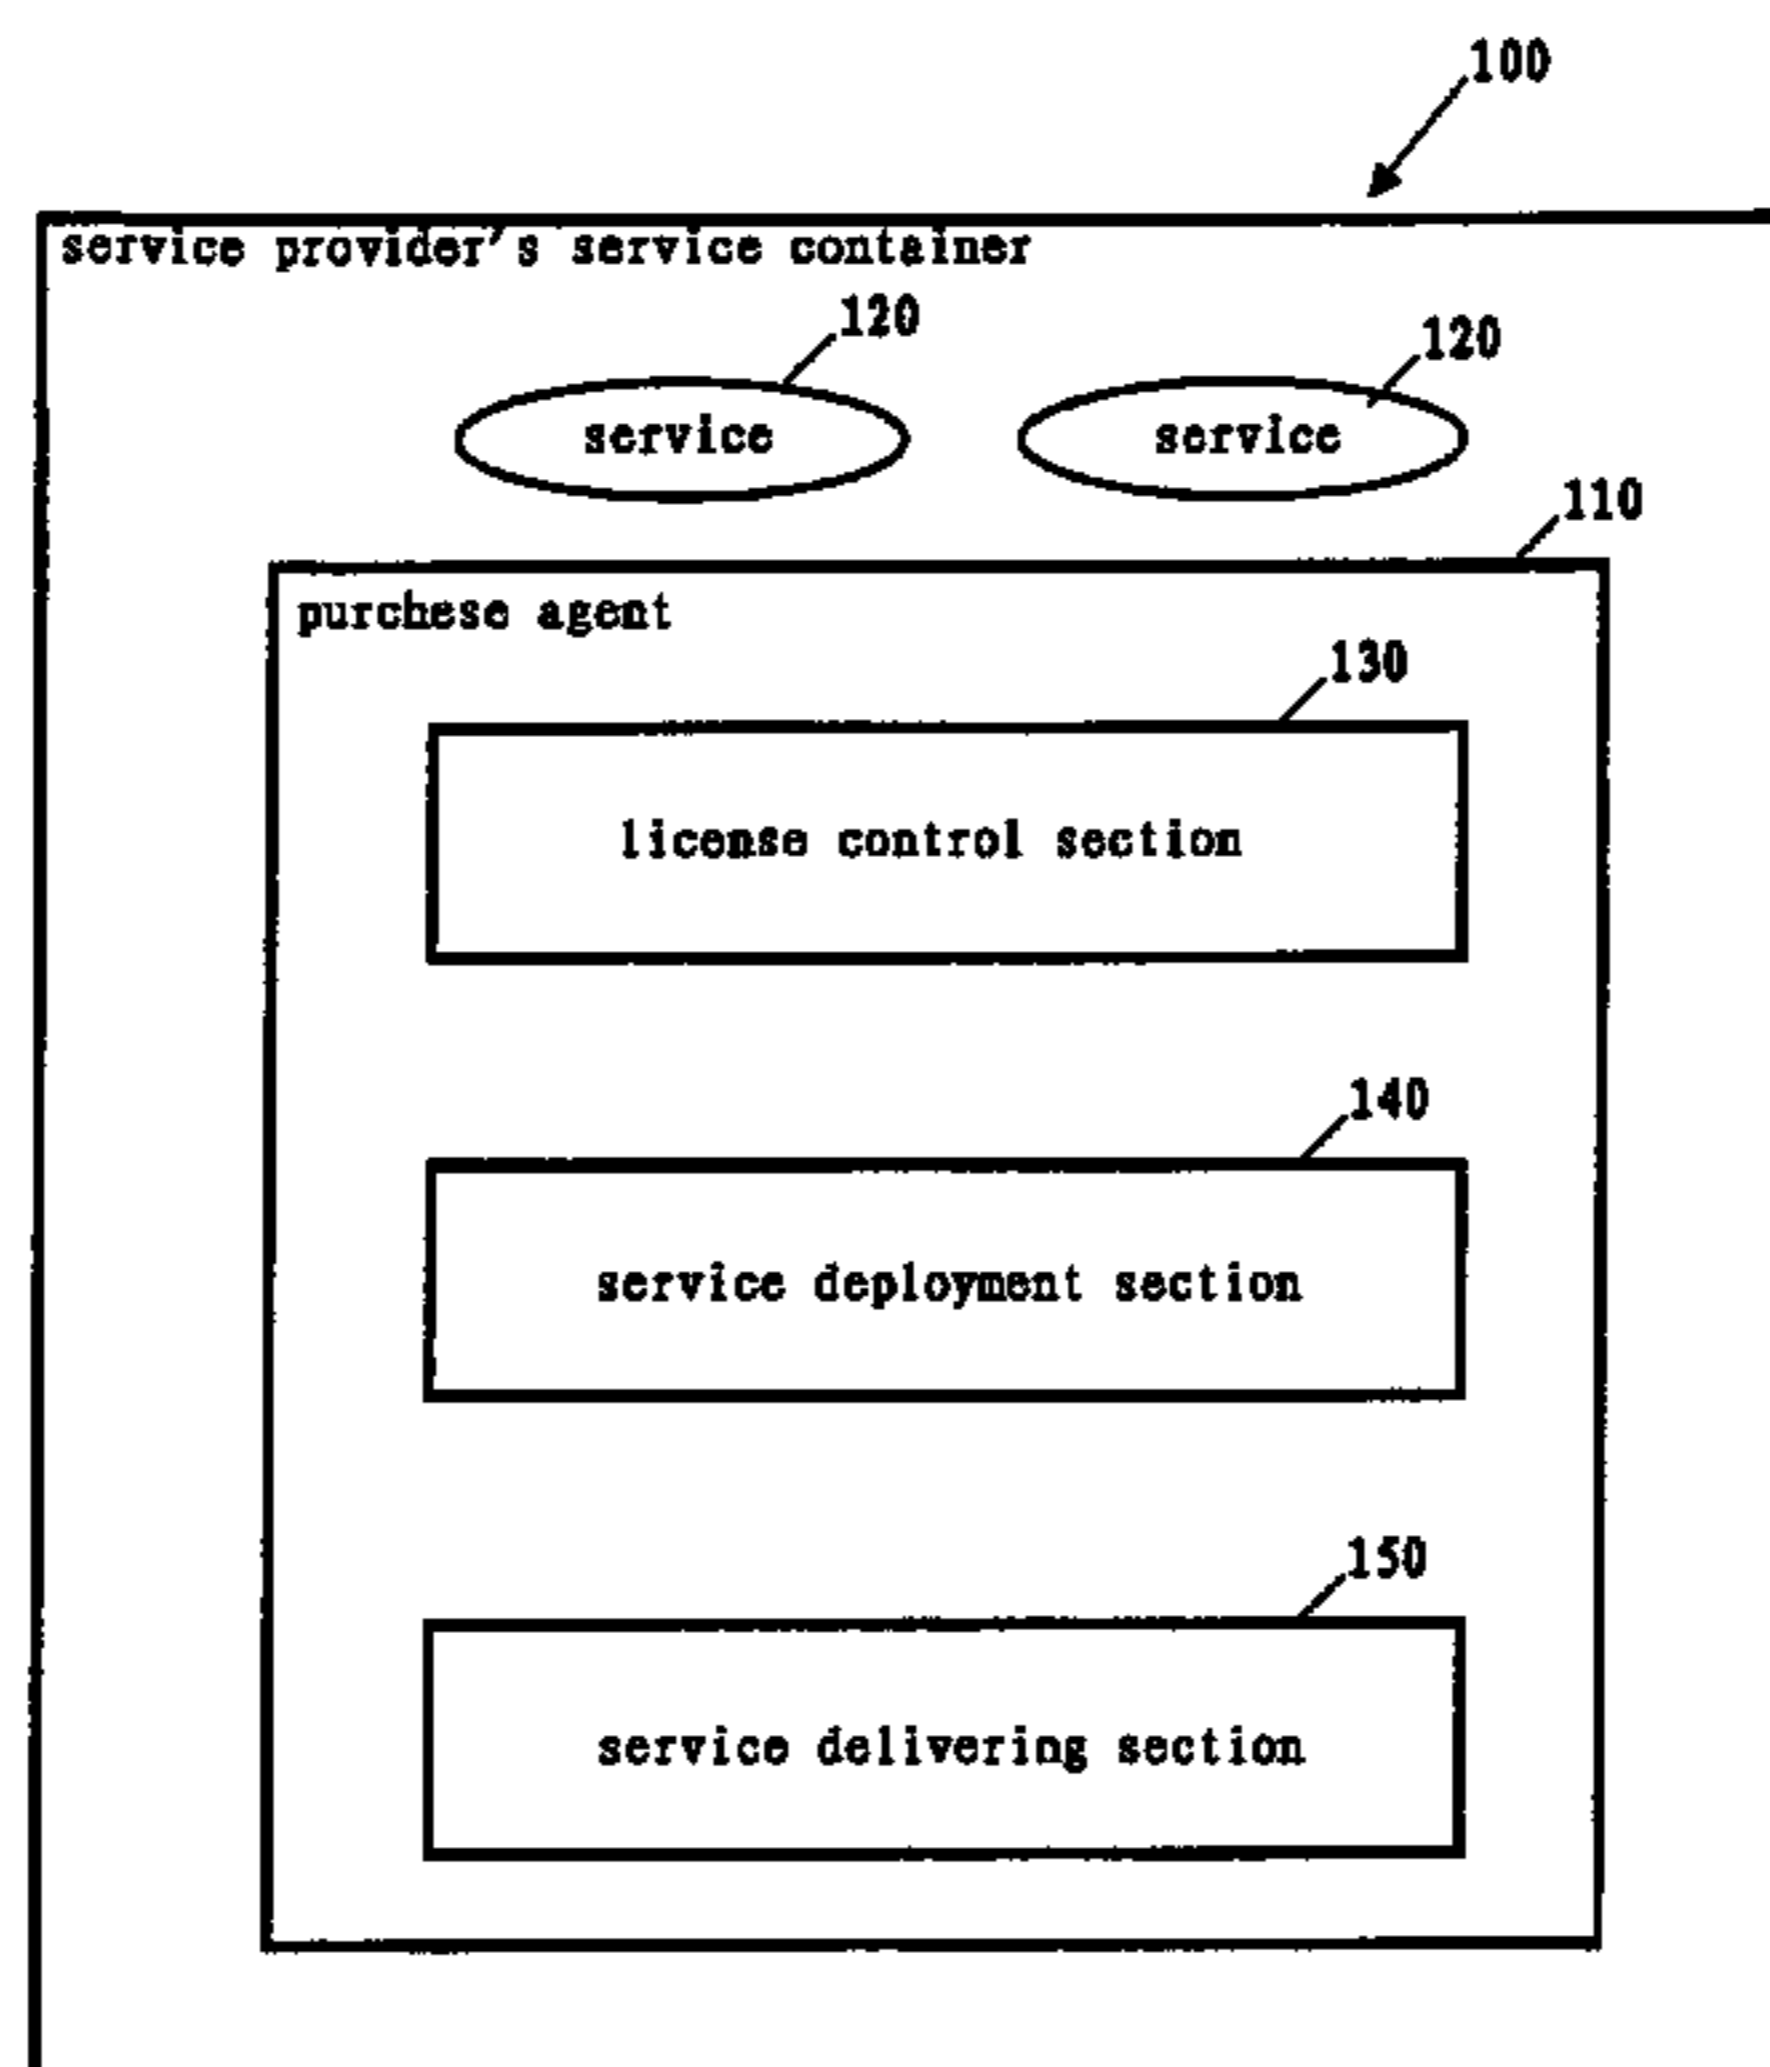 100
service provider's service container
120
120
service
service
110
purchese agent
130
license control section
140
service deployment section
150
service delivering section